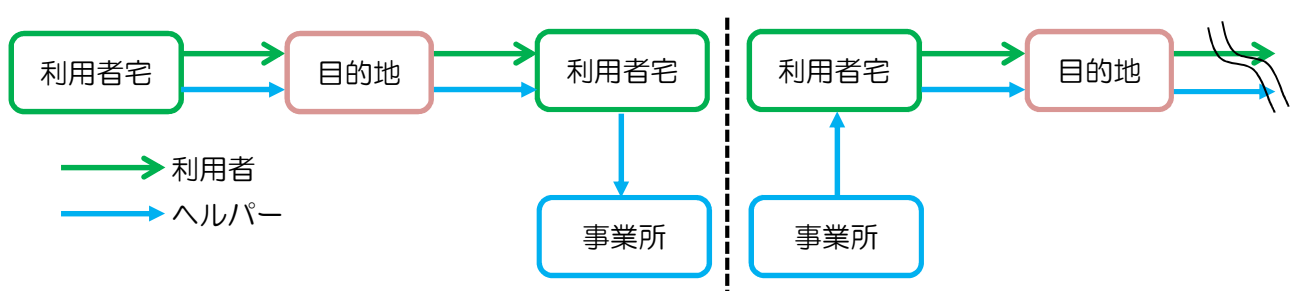 利用者宅
目的地
利用者宅
利用者宅
目的地
利用者
ヘルパー
事業所
事業所